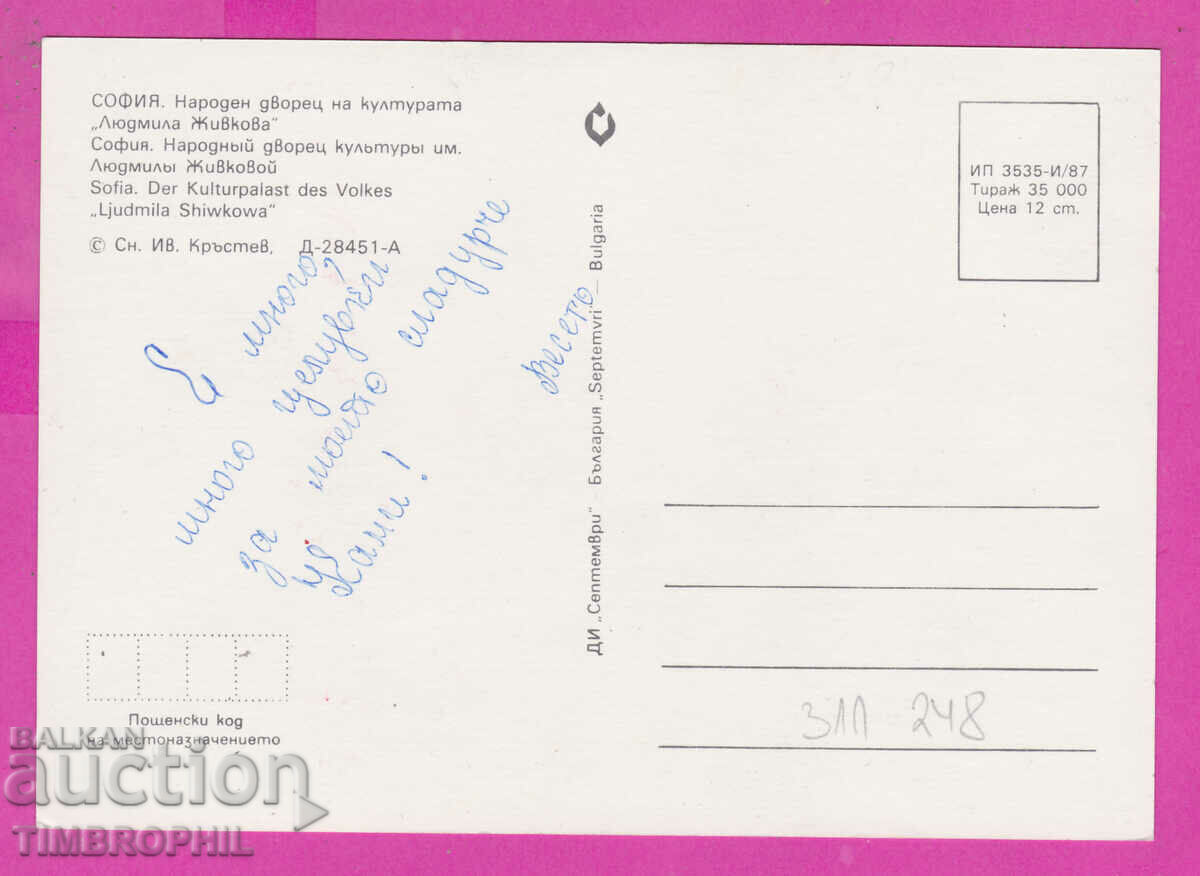 СОФИЯ. Народен дворец на културата
„Людмила Живкова“
София. Народный дворец культуры им.
Людмилы Живковой
Sofia. Der Kulturpalast des Volkes
„Ljudmila Shiwkowa“
© Сн. Ив. Кръстев, Д-28451-А
С много,
много целувки
за моето сладурче
Ками!
Весето
ДИ „Септември“ — България „Septemvri“ — Bulgaria
ИП 3535-И/87
Тираж 35 000
Цена 12 ст.
Пощенски код
на местоназначението
ЗЛП 248
BALKAN
auction
TIMBROPHIL